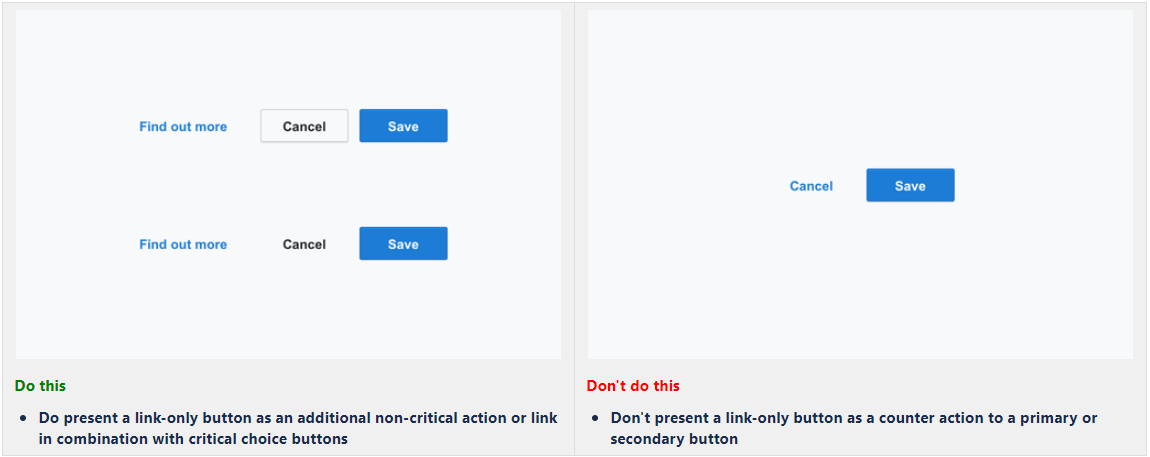 Find out more Cancel Save
Find out more Cancel Save
Do this
• Do present a link-only button as an additional non-critical action or link
in combination with critical choice buttons
Cancel Save
Don't do this
• Don't present a link-only button as a counter action to a primary or
secondary button